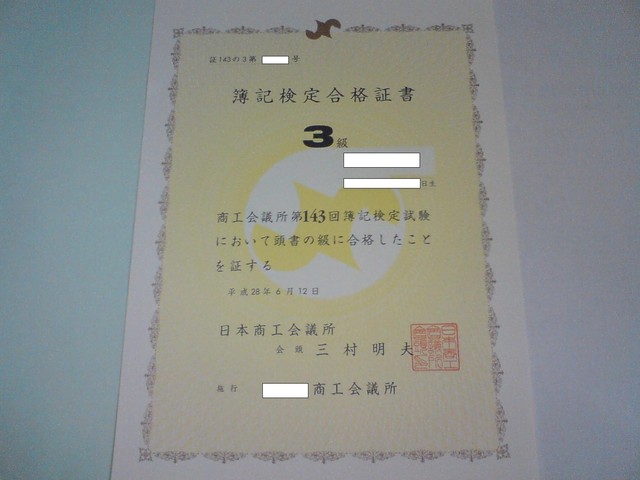 証143の3第 号
簿記検定合格証書
3級
日生
商工会議所第143回簿記検定試験
において頭書の級に合格したこと
を証する
平成28年6月12日
日本商工会議所
会頭 三村明夫
施行 商工会議所